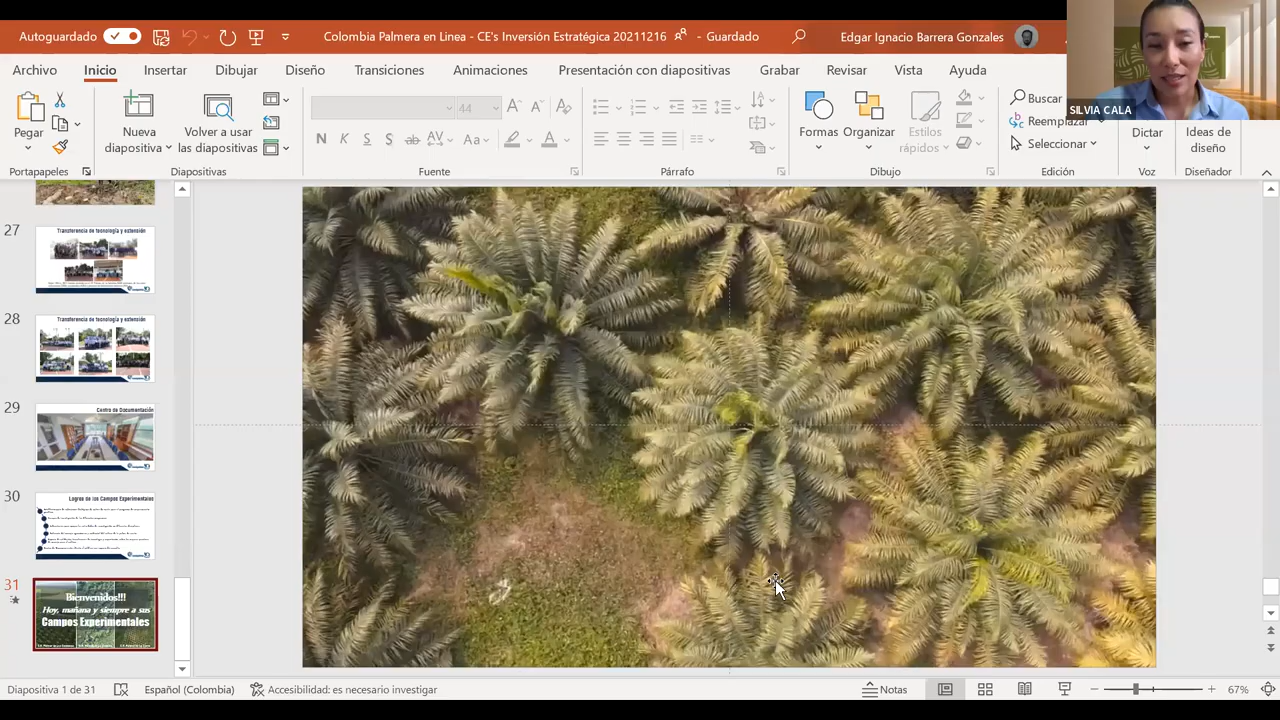 Autoguardado
Colombia Palmera en Linea - CE's Inversión Estratégica 20211216
- Guardado
Edgar Ignacio Barrera Gonzales
Archivo
Inicio
Insertar
Dibujar
Diseño
Transiciones
Animaciones
Presentación con diapositivas
Grabar
Revisar
Vista
Ayuda
SILVIA CALA
Pegar
Nueva
diapositiva
Volver a usar
las diapositivas
44
N K S S ab AV Aa A
Formas
Organizar
Estilos
rápidos
Buscar
Reemplazar
Seleccionar
Dictar
Ideas de
diseño
Portapapeles
Diapositivas
Fuente
Párrafo
Dibujo
Edición
Voz
Diseñador
27
Transferencia de tecnología y extensión
28
Transferencia de tecnología y extensión
29
Centro de Documentación
30
Logros de los Campos Experimentales
31
Bienvenidos!!!
Hoy, mañana y siempre a sus
Campos Experimentales
Diapositiva 1 de 31
Español (Colombia)
Accesibilidad: es necesario investigar
Notas
67%